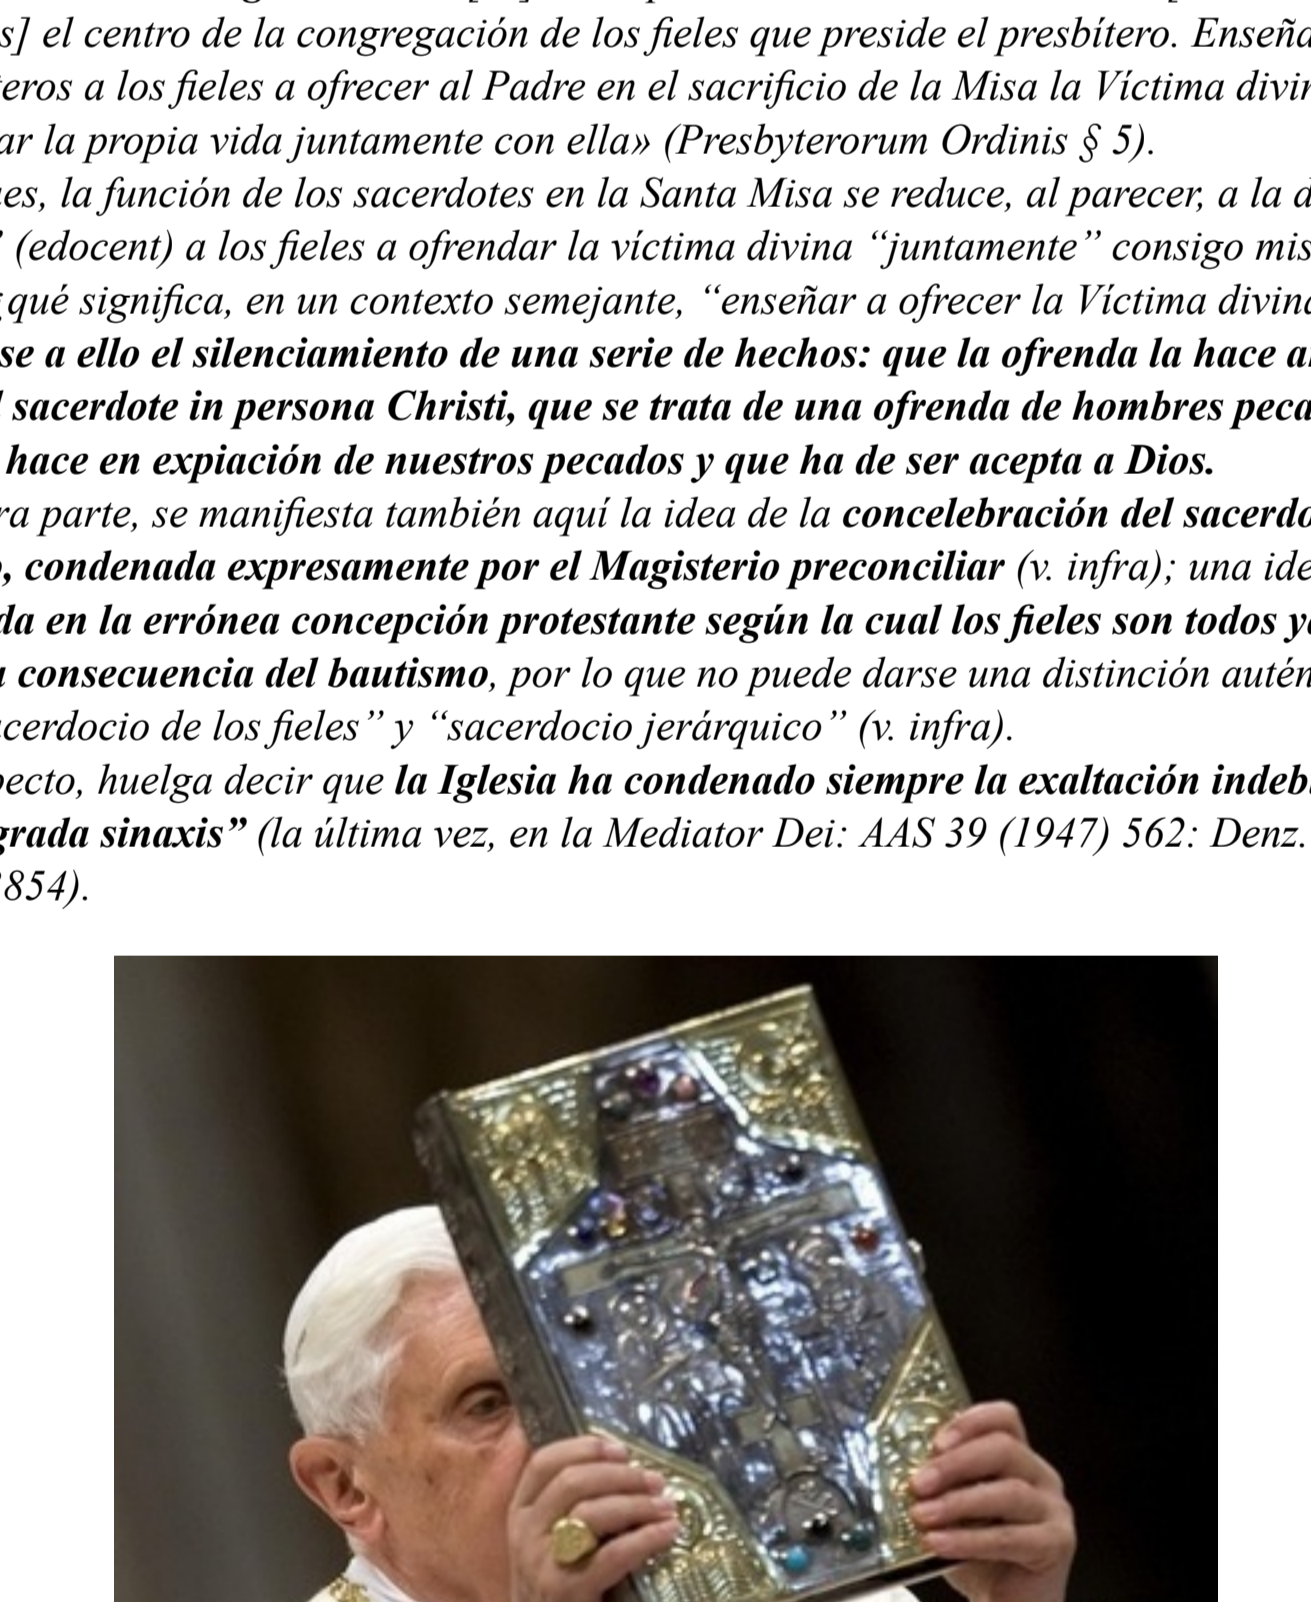 s] el centro de la congregación de los fieles que preside el presbítero. Enseña
teros a los fieles a ofrecer al Padre en el sacrificio de la Misa la Víctima divin
ar la propia vida juntamente con ella» (Presbyterorum Ordinis § 5).
ues, la función de los sacerdotes en la Santa Misa se reduce, al parecer, a la d
” (edocent) a los fieles a ofrendar la víctima divina “juntamente” consigo mis
¿qué significa, en un contexto semejante, “enseñar a ofrecer la Víctima divina
se a ello el silenciamiento de una serie de hechos: que la ofrenda la hace a
l sacerdote in persona Christi, que se trata de una ofrenda de hombres peca
hace en expiación de nuestros pecados y que ha de ser acepta a Dios.
ra parte, se manifiesta también aquí la idea de la concelebración del sacerdo
o, condenada expresamente por el Magisterio preconciliar (v. infra); una ide
da en la errónea concepción protestante según la cual los fieles son todos ya
a consecuencia del bautismo, por lo que no puede darse una distinción autén
acerdocio de los fieles” y “sacerdocio jerárquico” (v. infra).
pecto, huelga decir que la Iglesia ha condenado siempre la exaltación indeb
grada sinaxis” (la última vez, en la Mediator Dei: AAS 39 (1947) 562: Denz.
854).